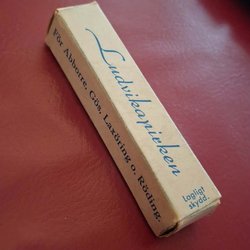 Ludvikapirken
För Abborre, Gös, Laxöring o. Röding.
Lagligt
skydd.